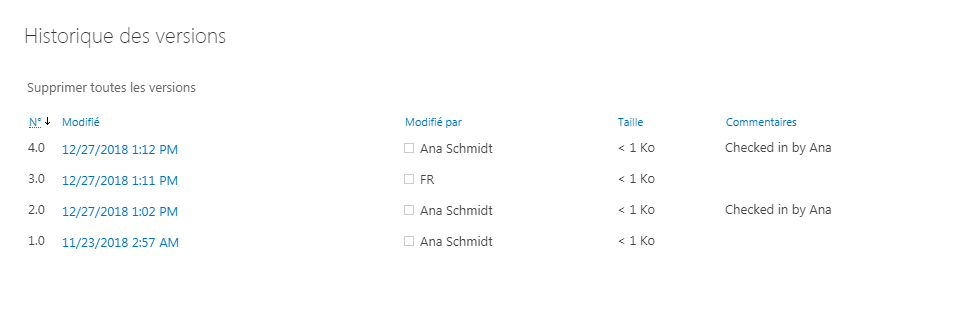 Historique des versions
Supprimer toutes les versions
N° ↓ Modifié Modifié par Taille Commentaires
4.0 12/27/2018 1:12 PM Ana Schmidt < 1 Ko Checked in by Ana
3.0 12/27/2018 1:11 PM FR < 1 Ko
2.0 12/27/2018 1:02 PM Ana Schmidt < 1 Ko Checked in by Ana
1.0 11/23/2018 2:57 AM Ana Schmidt < 1 Ko